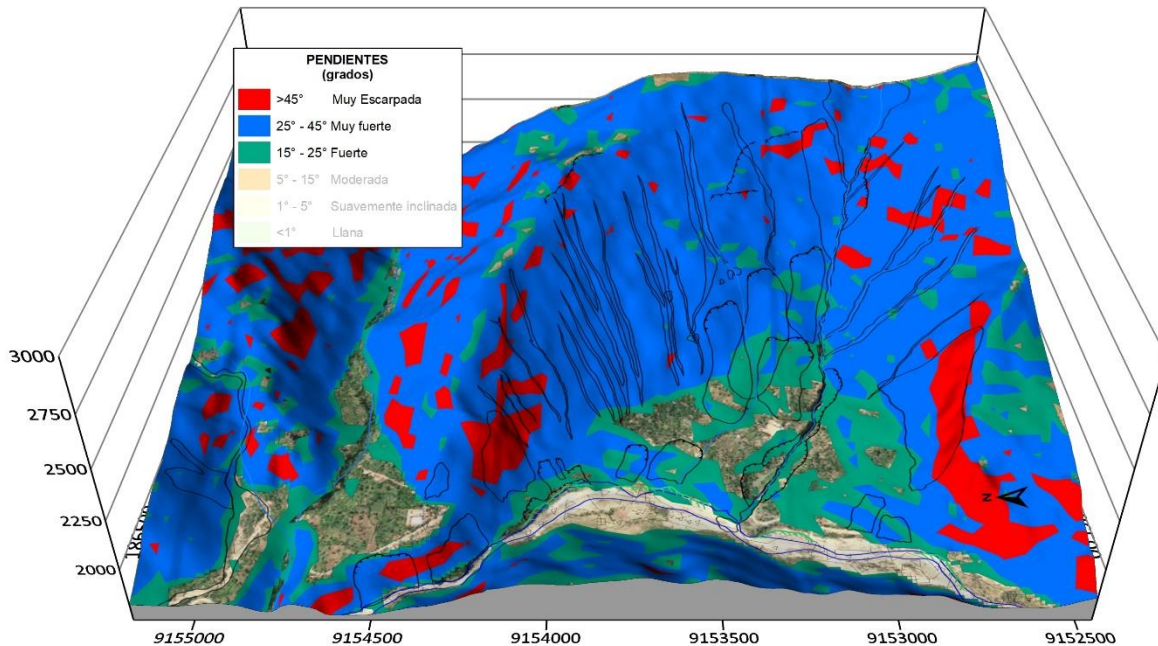 PENDIENTES
(grados)
>45° Muy Escarpada
25° - 45° Muy fuerte
15° - 25° Fuerte
5° - 15° Moderada
1° - 5° Suavemente inclinada
<1° Llana
3000
2750
2500
2250
2000
N
9155000
9154500
9154000
9153500
9153000
9152500